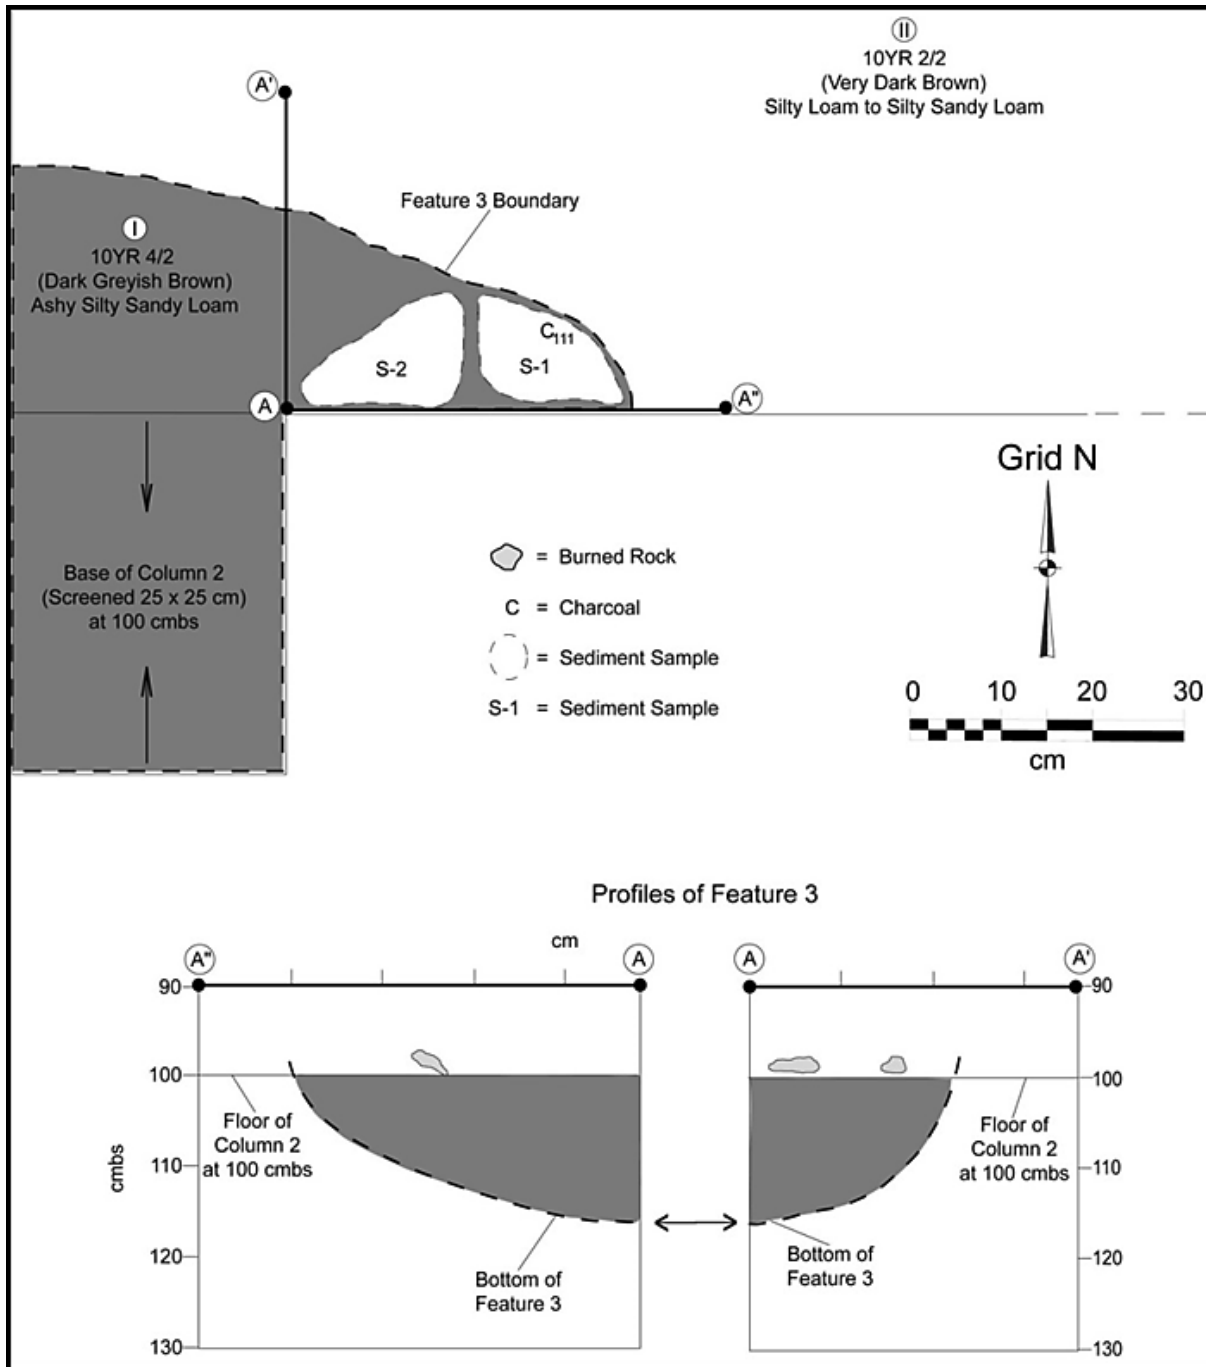 II
10YR 2/2
(Very Dark Brown)
Silty Loam to Silty Sandy Loam
A'
Feature 3 Boundary
I
10YR 4/2
(Dark Greyish Brown)
Ashy Silty Sandy Loam
C111
S-2
S-1
A
A"
Grid N
Base of Column 2
(Screened 25 x 25 cm)
at 100 cmbs
= Burned Rock
C = Charcoal
= Sediment Sample
S-1 = Sediment Sample
0 10 20 30
cm
Profiles of Feature 3
A"
cm
A
A
A'
90
90
100
100
Floor of
Column 2
at 100 cmbs
Floor of
Column 2
at 100 cmbs
cmbs
110
110
120
120
Bottom of
Feature 3
Bottom of
Feature 3
130
130